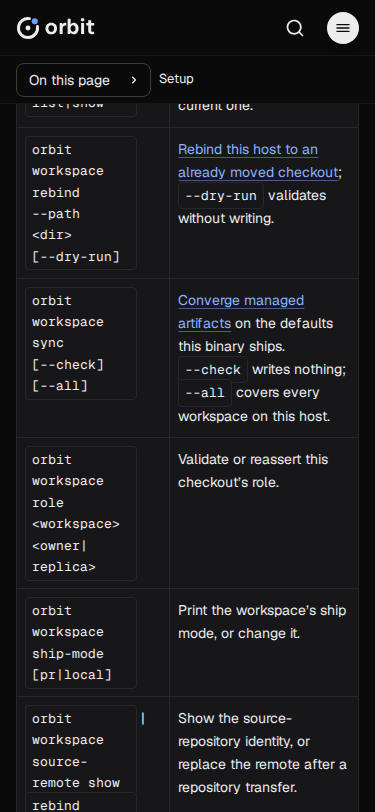 orbit
On this page
Setup
list|show
current one.
orbit
workspace
rebind
--path
<dir>
[--dry-run]
Rebind this host to an
already moved checkout;
--dry-run validates
without writing.
orbit
workspace
sync
[--check]
[--all]
Converge managed
artifacts on the defaults
this binary ships.
--check writes nothing;
--all covers every
workspace on this host.
orbit
workspace
role
<workspace>
<owner|
replica>
Validate or reassert this
checkout's role.
orbit
workspace
ship-mode
[pr|local]
Print the workspace's ship
mode, or change it.
orbit |
workspace
source-
remote show
rebind
Show the source-
repository identity, or
replace the remote after a
repository transfer.